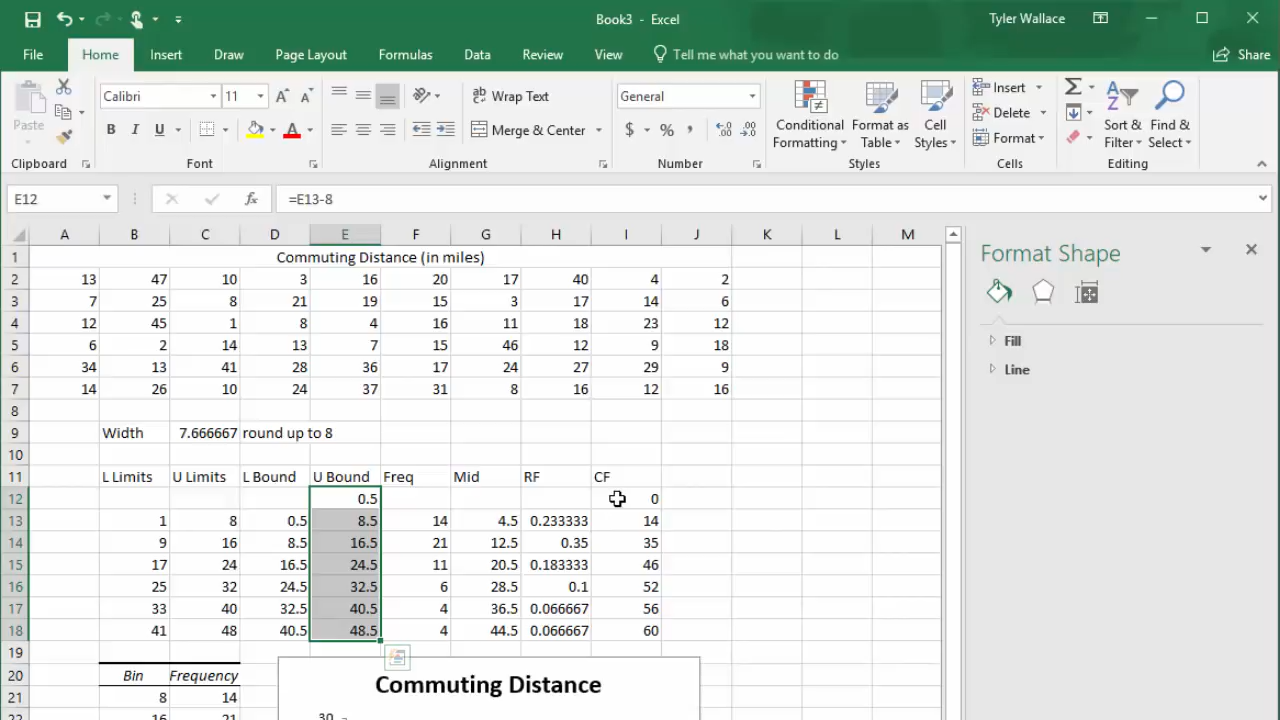 Book3 - Excel
Tyler Wallace
File Home Insert Draw Page Layout Formulas Data Review View Tell me what you want to do Share
Paste
Calibri 11
B I U A
Wrap Text
Merge & Center
General
$ % ,
Conditional Formatting
Format as Table
Cell Styles
Insert
Delete
Format
Sort & Filter
Find & Select
Clipboard Font Alignment Number Styles Cells Editing
E12 fx =E13-8
A B C D E F G H I J K L M
1 Commuting Distance (in miles)
2 13 47 10 3 16 20 17 40 4 2
3 7 25 8 21 19 15 3 17 14 6
4 12 45 1 8 4 16 11 18 23 12
5 6 2 14 13 7 15 46 12 9 18
6 34 13 41 28 36 17 24 27 29 9
7 14 26 10 24 37 31 8 16 12 16
8
9 Width 7.666667 round up to 8
10
11 L Limits U Limits L Bound U Bound Freq Mid RF CF
12 0.5 0
13 1 8 0.5 8.5 14 4.5 0.233333 14
14 9 16 8.5 16.5 21 12.5 0.35 35
15 17 24 16.5 24.5 11 20.5 0.183333 46
16 25 32 24.5 32.5 6 28.5 0.1 52
17 33 40 32.5 40.5 4 36.5 0.066667 56
18 41 48 40.5 48.5 4 44.5 0.066667 60
19
20 Bin Frequency
21 8 14
22 16 21
Commuting Distance
30
Format Shape
Fill
Line